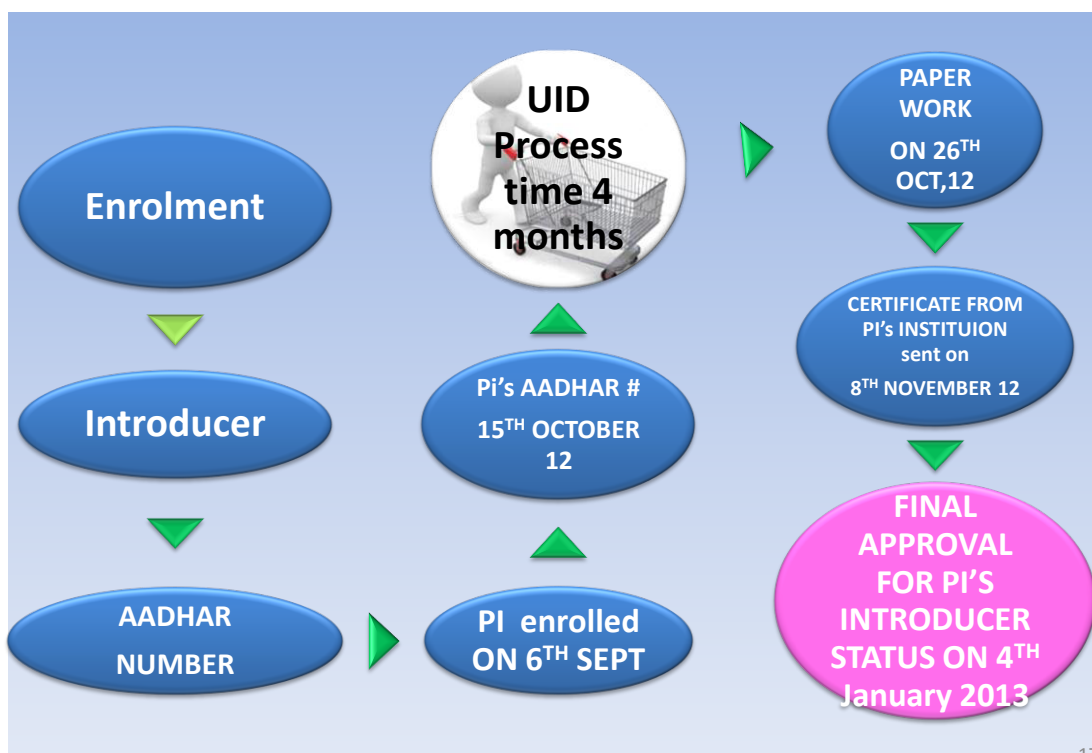 Enrolment
Introducer
AADHAR
NUMBER
PI enrolled
ON 6TH SEPT
Pi's AADHAR #
15TH OCTOBER
12
UID
Process
time 4
months
PAPER
WORK
ON 26TH
OCT,12
CERTIFICATE FROM
PI's INSTITUION
sent on
8TH NOVEMBER 12
FINAL
APPROVAL
FOR PI'S
INTRODUCER
STATUS ON 4TH
January 2013